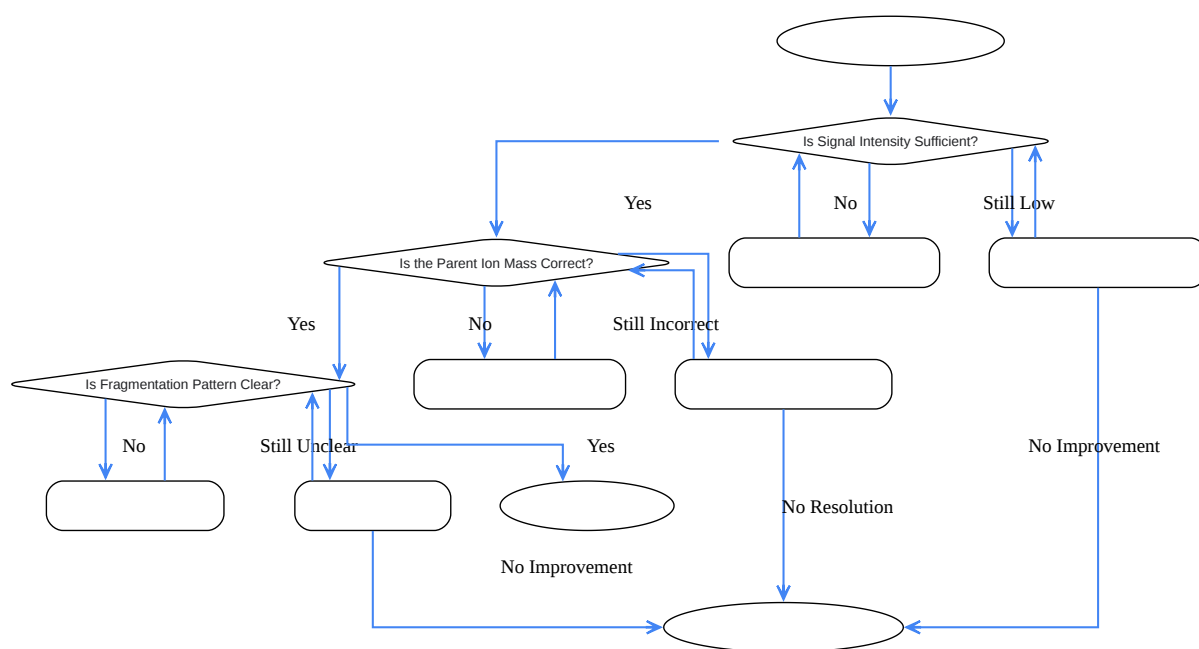 Is Signal Intensity Sufficient?
Yes
No
Still Low
Is the Parent Ion Mass Correct?
Yes
No
Still Incorrect
Is Fragmentation Pattern Clear?
No
Still Unclear
Yes
No Improvement
No Resolution
No Improvement